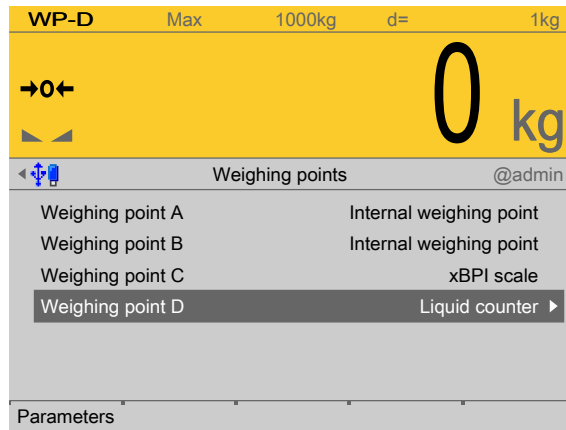 WP-D Max 1000kg d= 1kg
→0←
0 kg
Weighing points @admin
Weighing point A Internal weighing point
Weighing point B Internal weighing point
Weighing point C xBPI scale
Weighing point D Liquid counter
Parameters